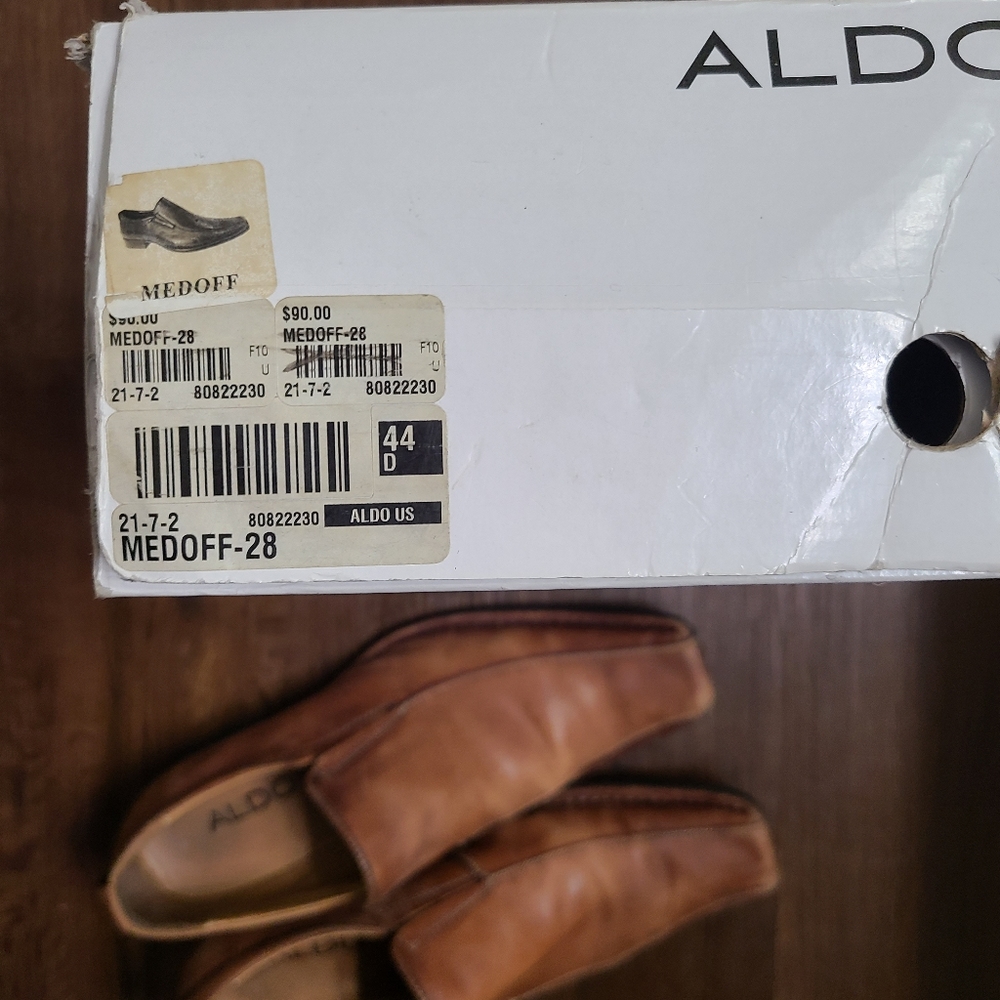 ALDO
MEDOFF
$90.00
MEDOFF-28
F10
U
21-7-2 80822230
$90.00
MEDOFF-28
F10
U
21-7-2 80822230
44
D
21-7-2 80822230 ALDO US
MEDOFF-28
ALDO